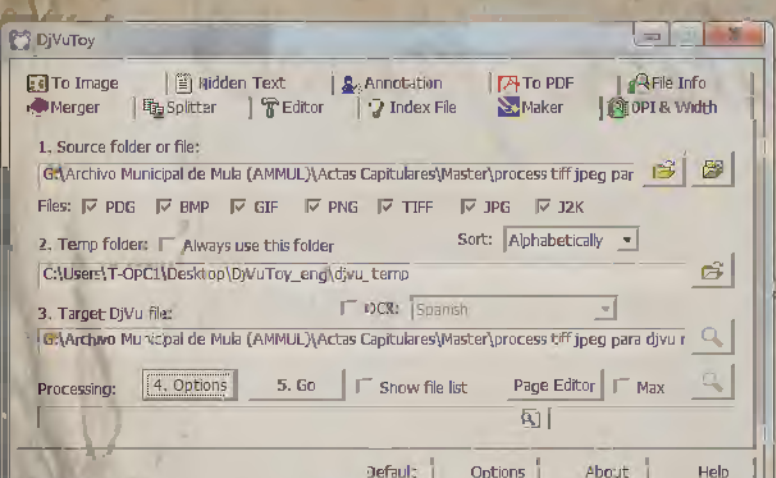 DjVuToy
To Image Hidden Text Annotation To PDF File Info
Merger Splitter Editor Index File Maker DPI & Width
1. Source folder or file:
G:\Archivo Municipal de Mula (AMMUL)\Actas Capitulares\Master\process tiff jpeg par
Files: PDG BMP GIF PNG TIFF JPG J2K
2. Temp folder: Always use this folder Sort: Alphabetically
C:\Users\T-OPC1\Desktop\DjVuToy_eng\djvu_temp
3. Target DjVu file: OCR: Spanish
G:\Archivo Municipal de Mula (AMMUL)\Actas Capitulares\Master\process tiff jpeg para djvu r
Processing: 4. Options 5. Go Show file list Page Editor Max
Default Options About Help